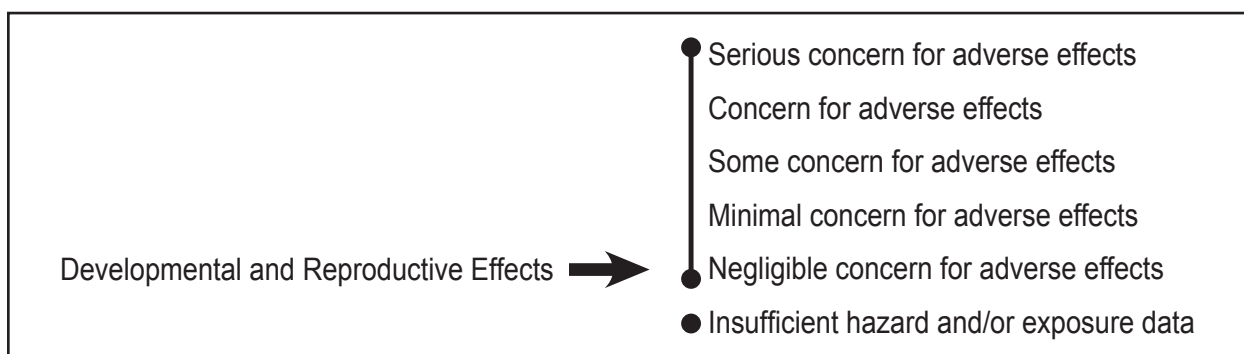 Serious concern for adverse effects
Concern for adverse effects
Some concern for adverse effects
Minimal concern for adverse effects
Developmental and Reproductive Effects
Negligible concern for adverse effects
Insufficient hazard and/or exposure data